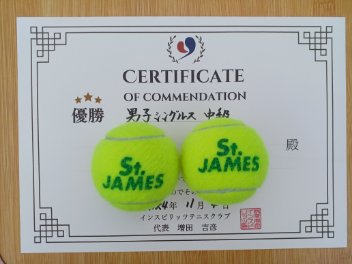 CERTIFICATE
OF COMMENDATION
優勝 男子シングルス 中級
殿
St.
JAMES
St.
JAMES
4年 11月
インスピリッツテニスクラブ
代表 増田 吉彦